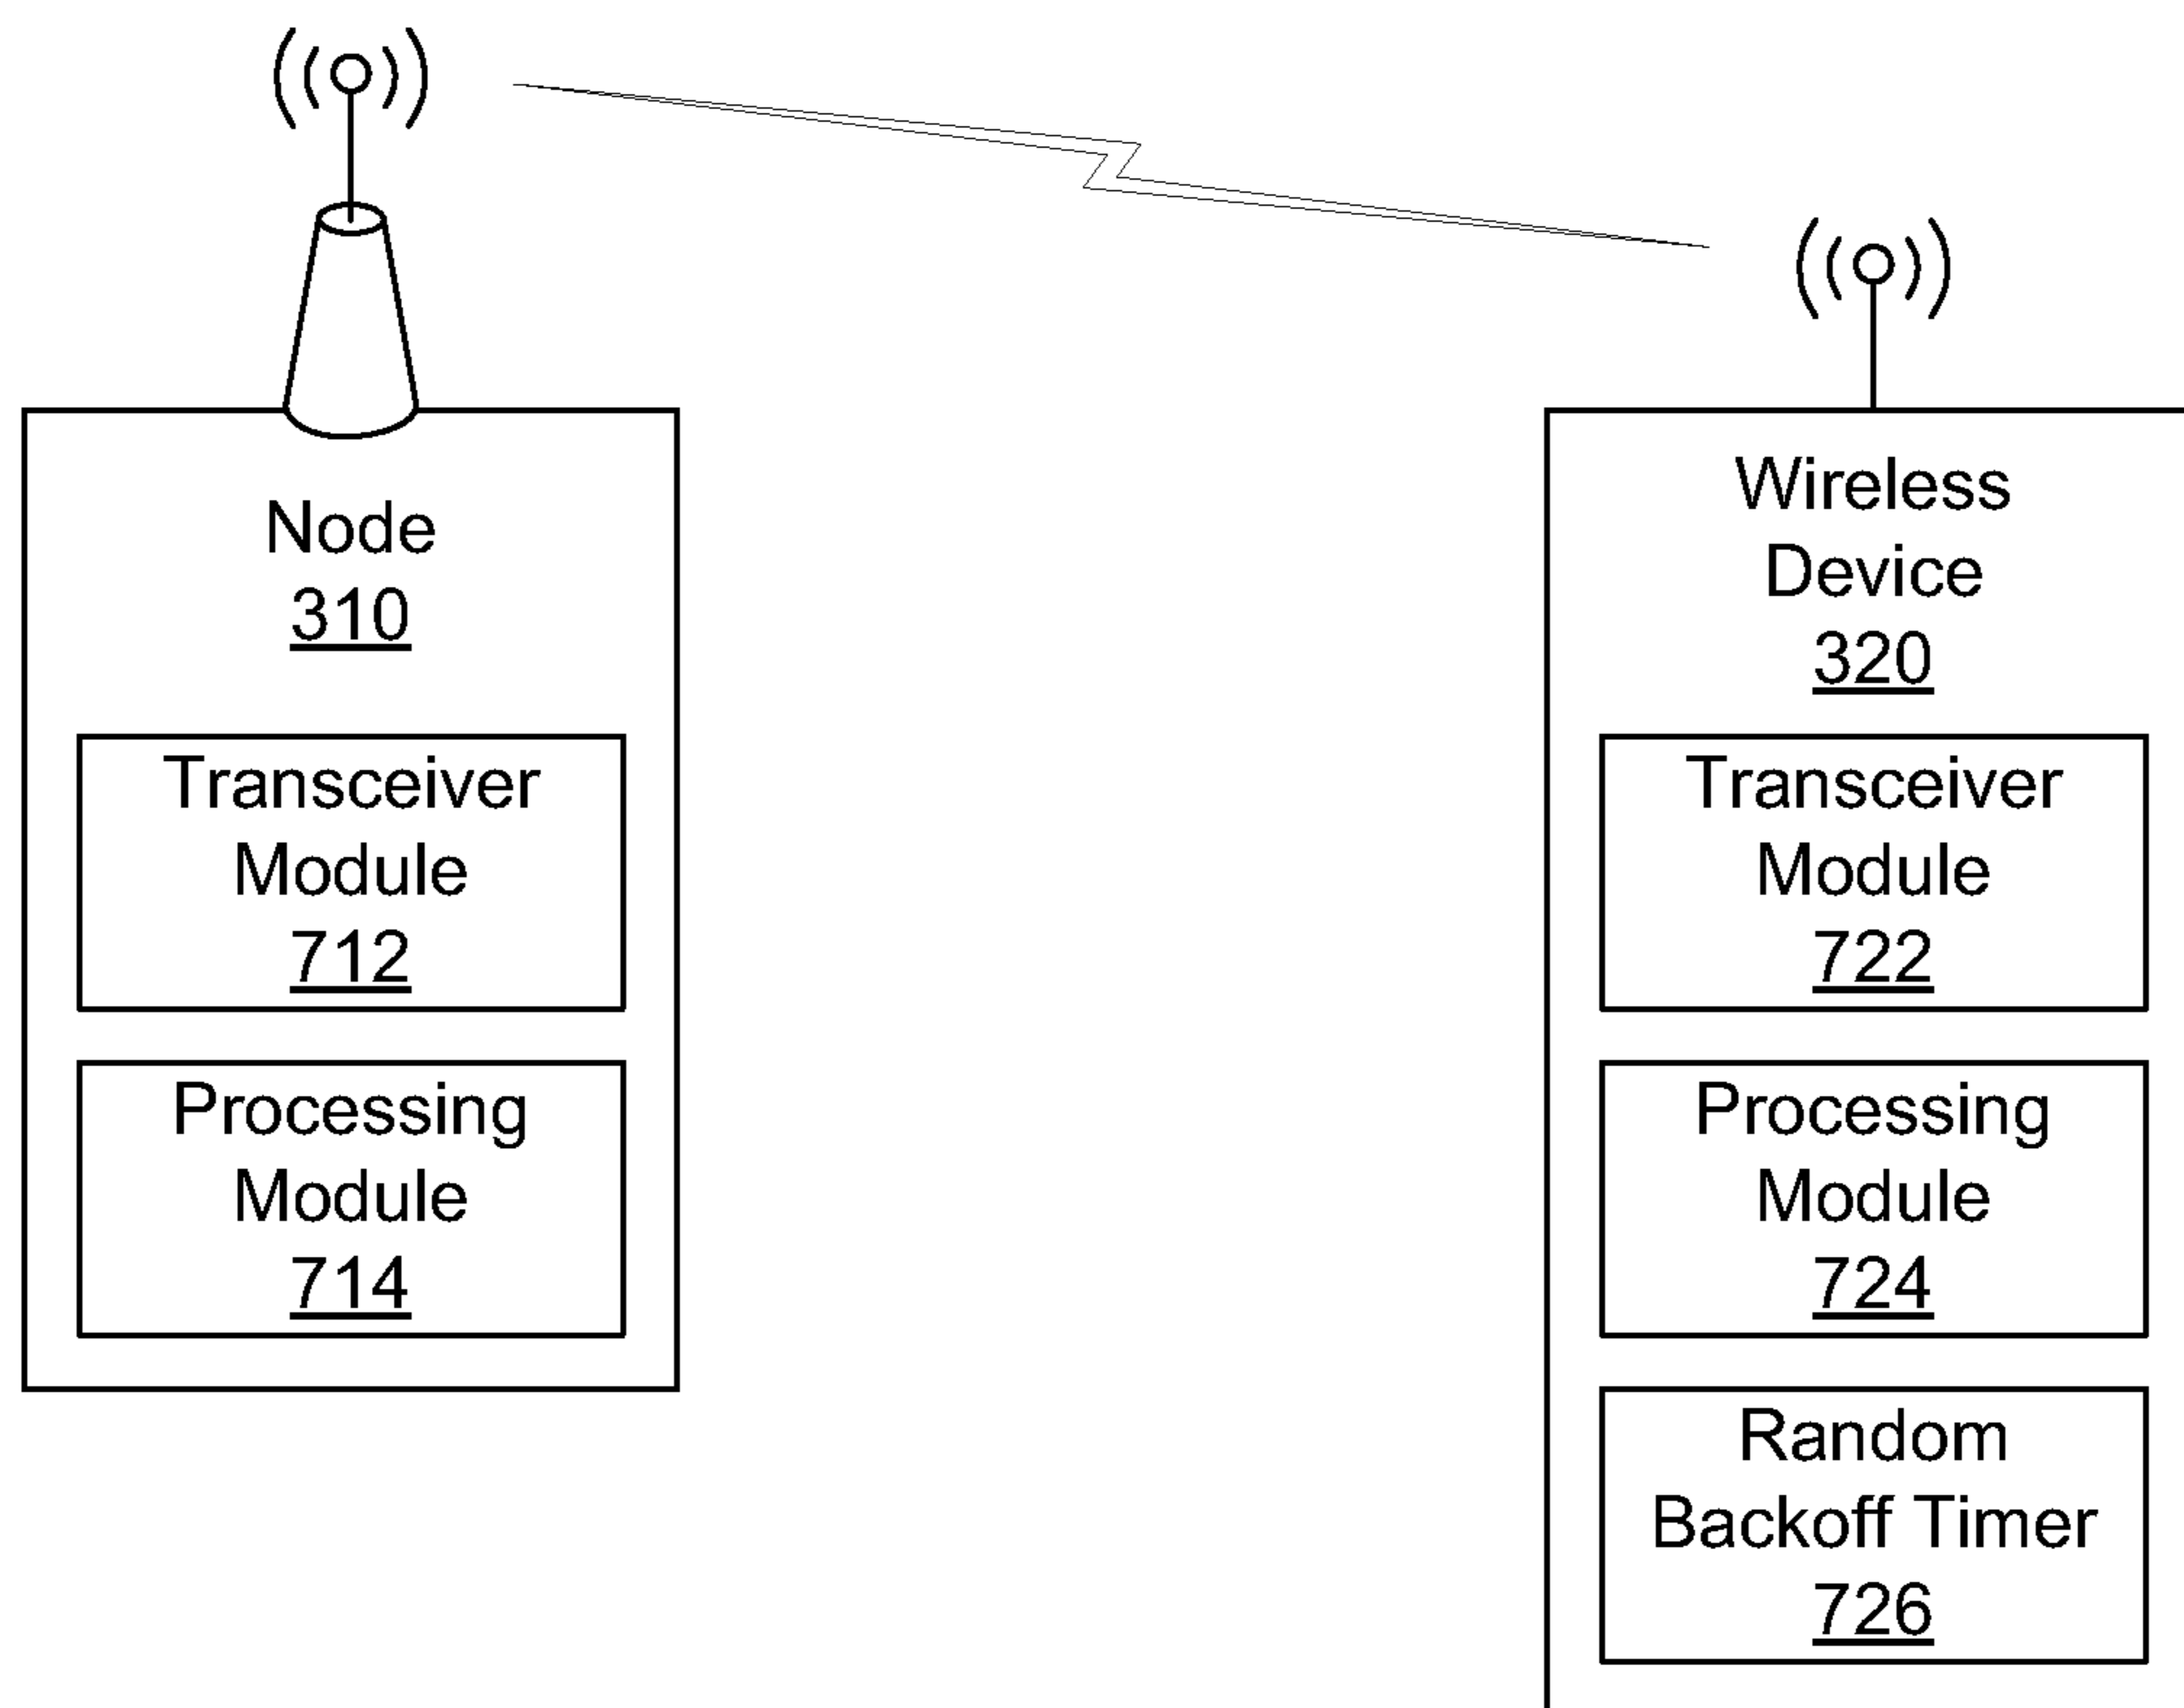 Node
310
Transceiver
Module
712
Processing
Module
714
Wireless
Device
320
Transceiver
Module
722
Processing
Module
724
Random
Backoff Timer
726